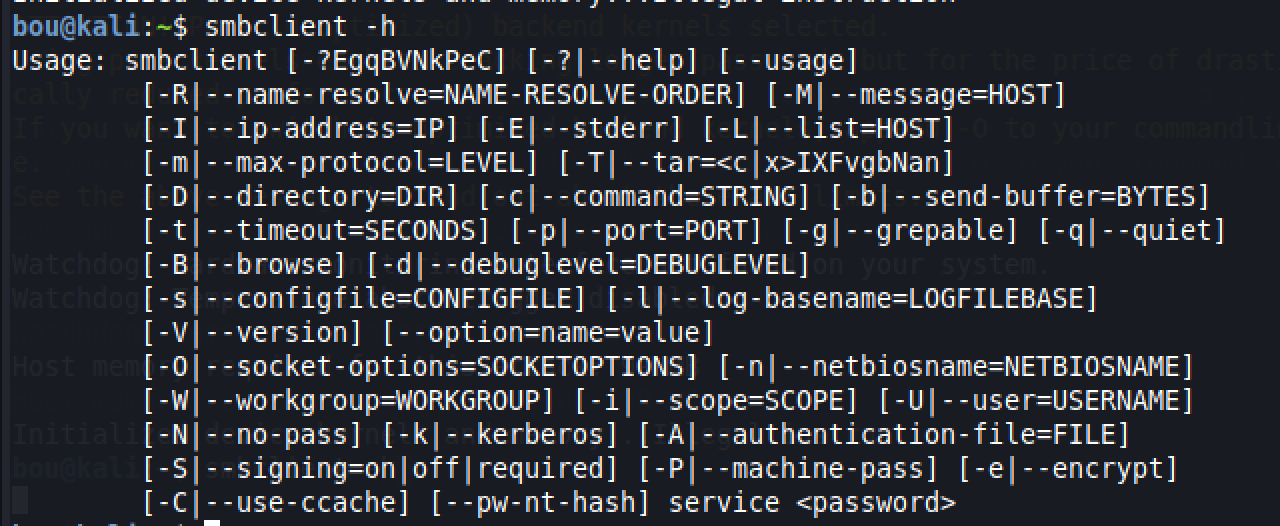 bou@kali:~$ smbclient -h
Usage: smbclient [-?EgqBVNkPeC] [-?|--help] [--usage]
[-R|--name-resolve=NAME-RESOLVE-ORDER] [-M|--message=HOST]
[-I|--ip-address=IP] [-E|--stderr] [-L|--list=HOST]
[-m|--max-protocol=LEVEL] [-T|--tar=<c|x>IXFvgbNan]
[-D|--directory=DIR] [-c|--command=STRING] [-b|--send-buffer=BYTES]
[-t|--timeout=SECONDS] [-p|--port=PORT] [-g|--grepable] [-q|--quiet]
[-B|--browse] [-d|--debuglevel=DEBUGLEVEL]
[-s|--configfile=CONFIGFILE] [-l|--log-basename=LOGFILEBASE]
[-V|--version] [--option=name=value]
[-O|--socket-options=SOCKETOPTIONS] [-n|--netbiosname=NETBIOSNAME]
[-W|--workgroup=WORKGROUP] [-i|--scope=SCOPE] [-U|--user=USERNAME]
[-N|--no-pass] [-k|--kerberos] [-A|--authentication-file=FILE]
[-S|--signing=on|off|required] [-P|--machine-pass] [-e|--encrypt]
[-C|--use-ccache] [--pw-nt-hash] service <password>